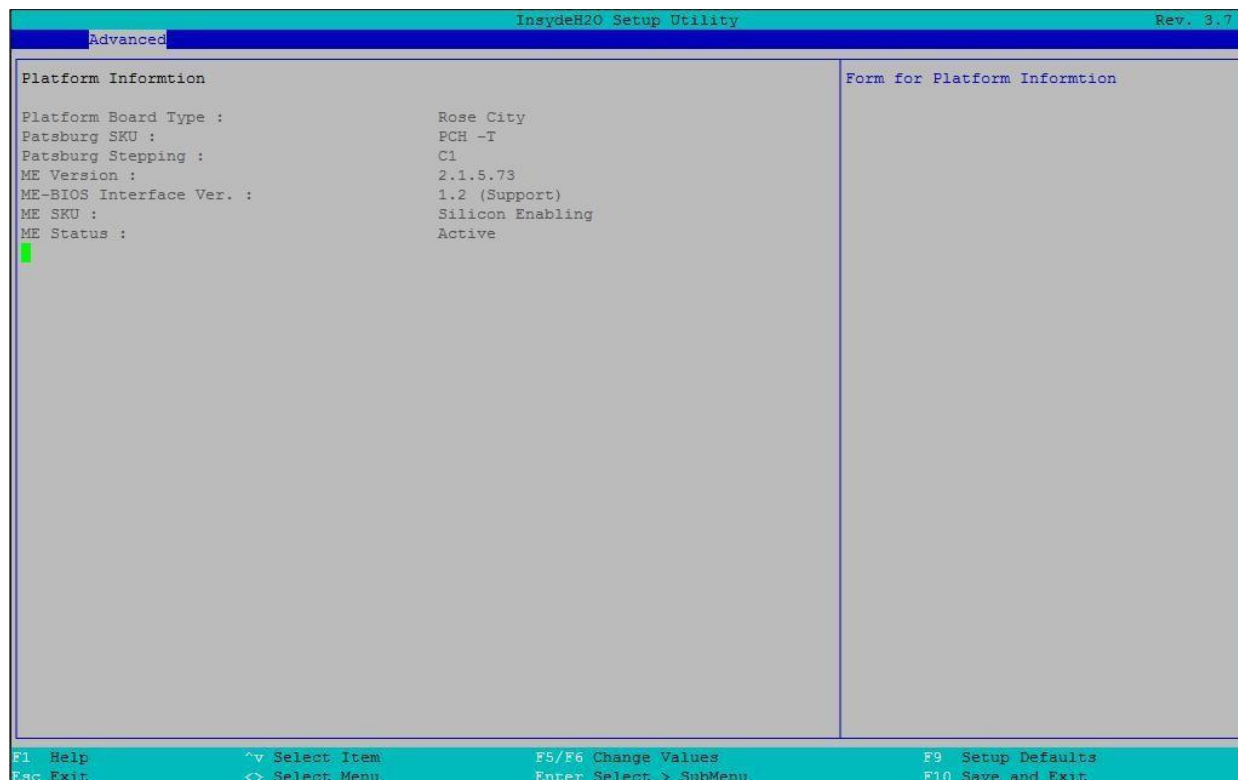 InsydeH2O Setup Utility Rev. 3.7
Advanced
Platform Informtion
Form for Platform Informtion
Platform Board Type : Rose City
Patsburg SKU : PCH -T
Patsburg Stepping : C1
ME Version : 2.1.5.73
ME-BIOS Interface Ver. : 1.2 (Support)
ME SKU : Silicon Enabling
ME Status : Active
F1 Help ^v Select Item F5/F6 Change Values F9 Setup Defaults
Esc Exit <> Select Menu Enter Select > SubMenu F10 Save and Exit